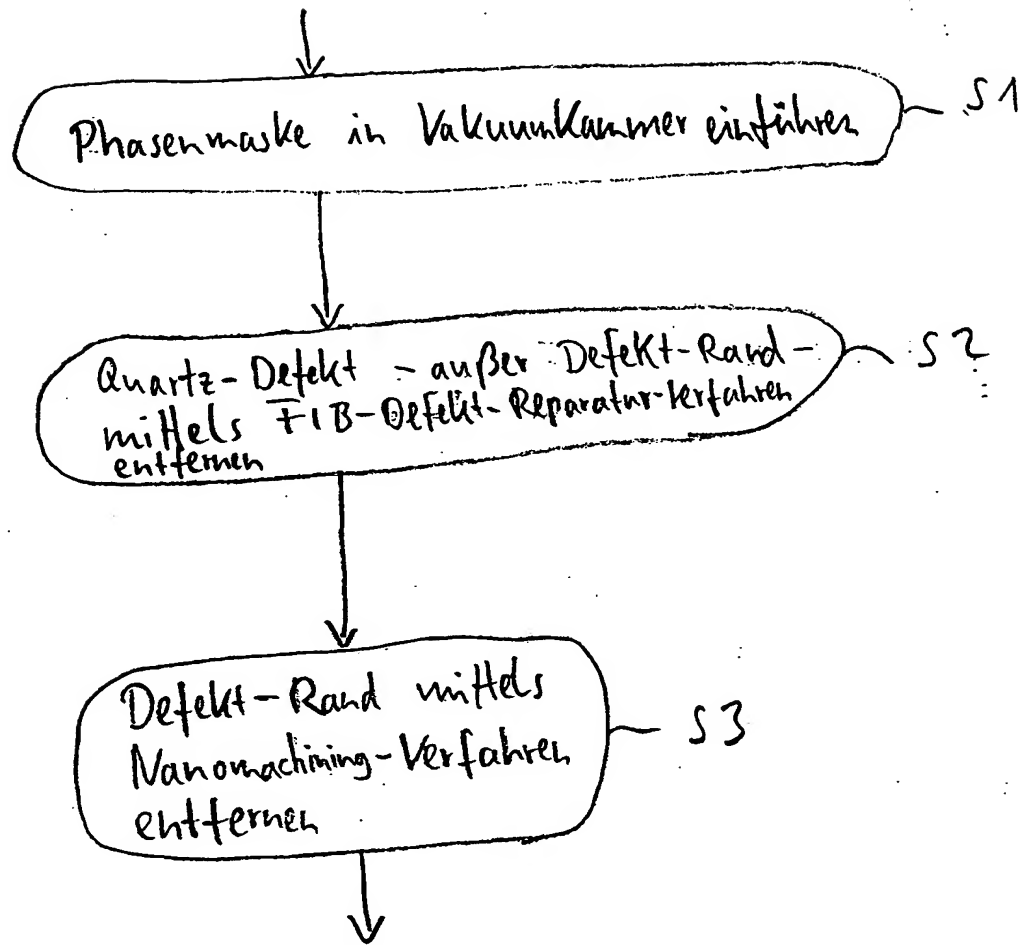 Phasenmaske in Vakuumkammer einführen
S1
Quartz-Defekt - außer Defekt-Rand -
mittels FIB-Defekt-Reparatur-Verfahren
entfernen
S2
Defekt-Rand mittels
Nanomachining-Verfahren
entfernen
S3